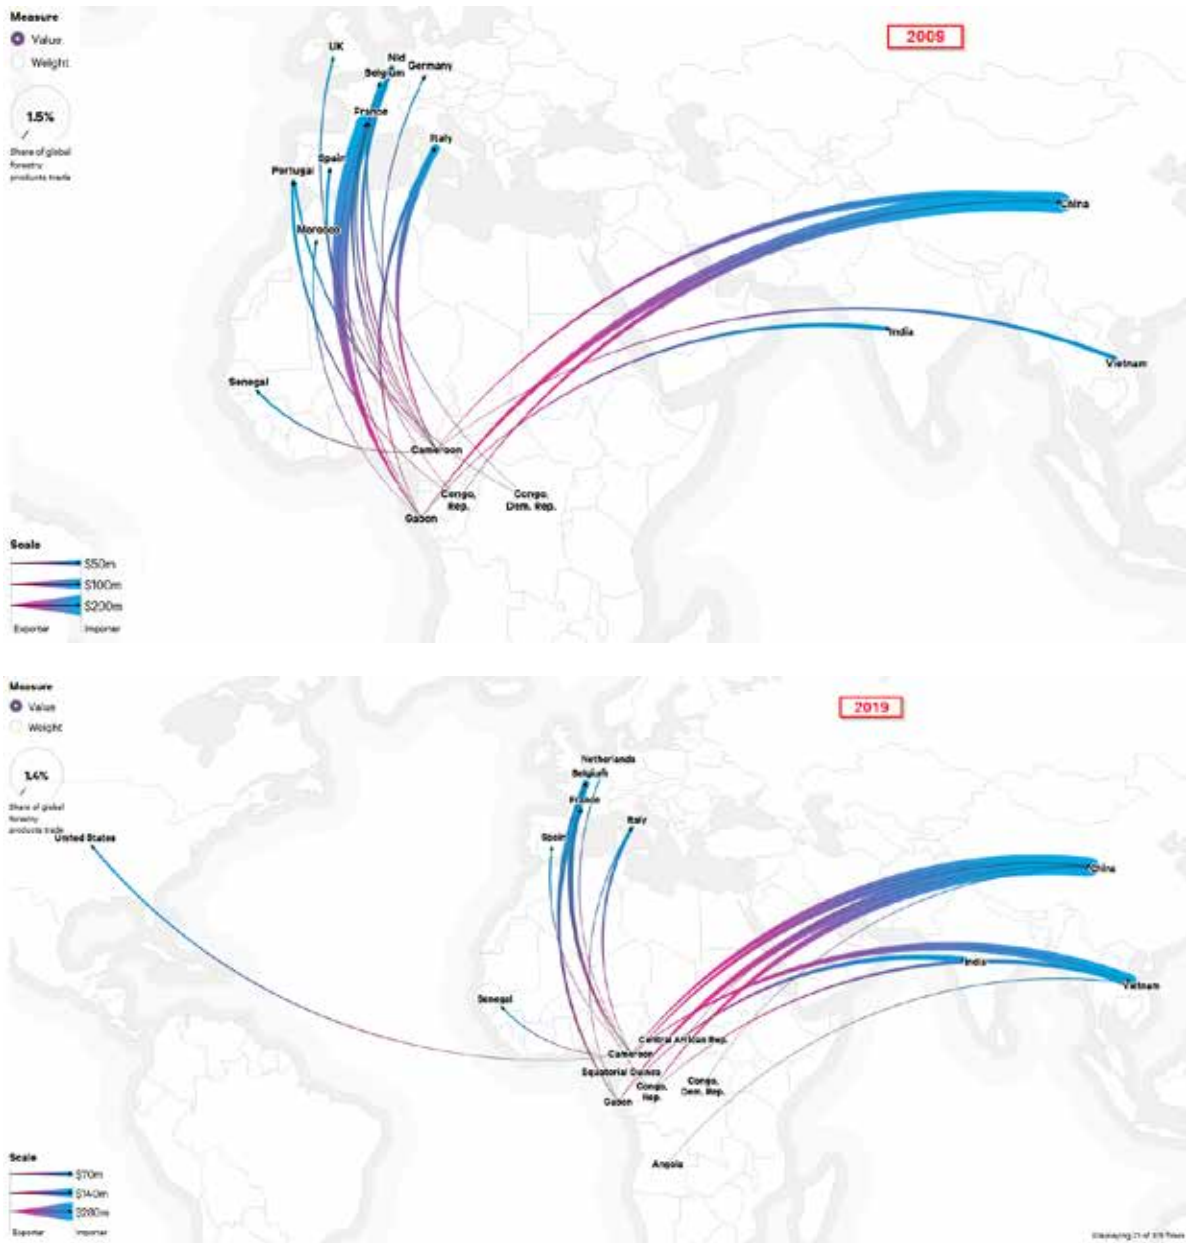 Measure
Value
Weight
1.5%
Share of global
forestry
products trade
2009
UK
Nld
Belgium
Germany
France
Italy
Spain
Portugal
Morocco
China
India
Vietnam
Senegal
Cameroon
Congo,
Rep.
Congo,
Dem. Rep.
Gabon
Scale
$50m
$100m
$200m
Exporter
Importer
Measure
Value
Weight
1.4%
Share of global
forestry
products trade
2019
United States
Netherlands
Belgium
France
Italy
Spain
China
India
Vietnam
Senegal
Central African Rep.
Cameroon
Equatorial Guinea
Congo,
Rep.
Congo,
Dem. Rep.
Gabon
Angola
Scale
$70m
$140m
$280m
Exporter
Importer